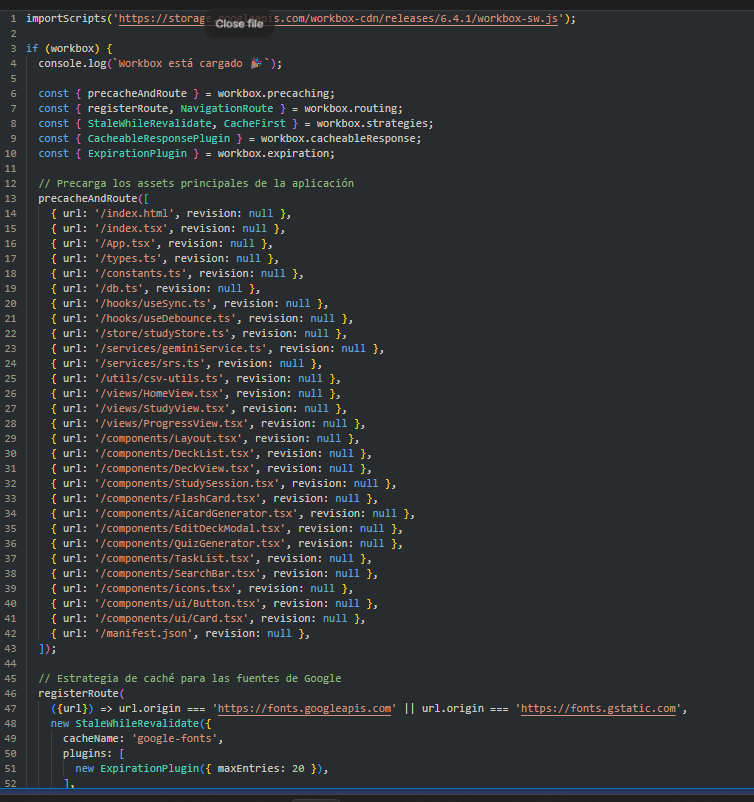 1 importScripts('https://storage.googleapis.com/workbox-cdn/releases/6.4.1/workbox-sw.js');
Close file
2
3 if (workbox) {
4   console.log(`Workbox está cargado 🎉`);
5
6   const { precacheAndRoute } = workbox.precaching;
7   const { registerRoute, NavigationRoute } = workbox.routing;
8   const { StaleWhileRevalidate, CacheFirst } = workbox.strategies;
9   const { CacheableResponsePlugin } = workbox.cacheableResponse;
10   const { ExpirationPlugin } = workbox.expiration;
11
12   // Precarga los assets principales de la aplicación
13   precacheAndRoute([
14     { url: '/index.html', revision: null },
15     { url: '/index.tsx', revision: null },
16     { url: '/App.tsx', revision: null },
17     { url: '/types.ts', revision: null },
18     { url: '/constants.ts', revision: null },
19     { url: '/db.ts', revision: null },
20     { url: '/hooks/useSync.ts', revision: null },
21     { url: '/hooks/useDebounce.ts', revision: null },
22     { url: '/store/studyStore.ts', revision: null },
23     { url: '/services/geminiService.ts', revision: null },
24     { url: '/services/srs.ts', revision: null },
25     { url: '/utils/csv-utils.ts', revision: null },
26     { url: '/views/HomeView.tsx', revision: null },
27     { url: '/views/StudyView.tsx', revision: null },
28     { url: '/views/ProgressView.tsx', revision: null },
29     { url: '/components/Layout.tsx', revision: null },
30     { url: '/components/DeckList.tsx', revision: null },
31     { url: '/components/DeckView.tsx', revision: null },
32     { url: '/components/StudySession.tsx', revision: null },
33     { url: '/components/FlashCard.tsx', revision: null },
34     { url: '/components/AiCardGenerator.tsx', revision: null },
35     { url: '/components/EditDeckModal.tsx', revision: null },
36     { url: '/components/QuizGenerator.tsx', revision: null },
37     { url: '/components/TaskList.tsx', revision: null },
38     { url: '/components/SearchBar.tsx', revision: null },
39     { url: '/components/icons.tsx', revision: null },
40     { url: '/components/ui/Button.tsx', revision: null },
41     { url: '/components/ui/Card.tsx', revision: null },
42     { url: '/manifest.json', revision: null },
43   ]);
44
45   // Estrategia de caché para las fuentes de Google
46   registerRoute(
47     ({url}) => url.origin === 'https://fonts.googleapis.com' || url.origin === 'https://fonts.gstatic.com',
48     new StaleWhileRevalidate({
49       cacheName: 'google-fonts',
50       plugins: [
51         new ExpirationPlugin({ maxEntries: 20 }),
52       ],